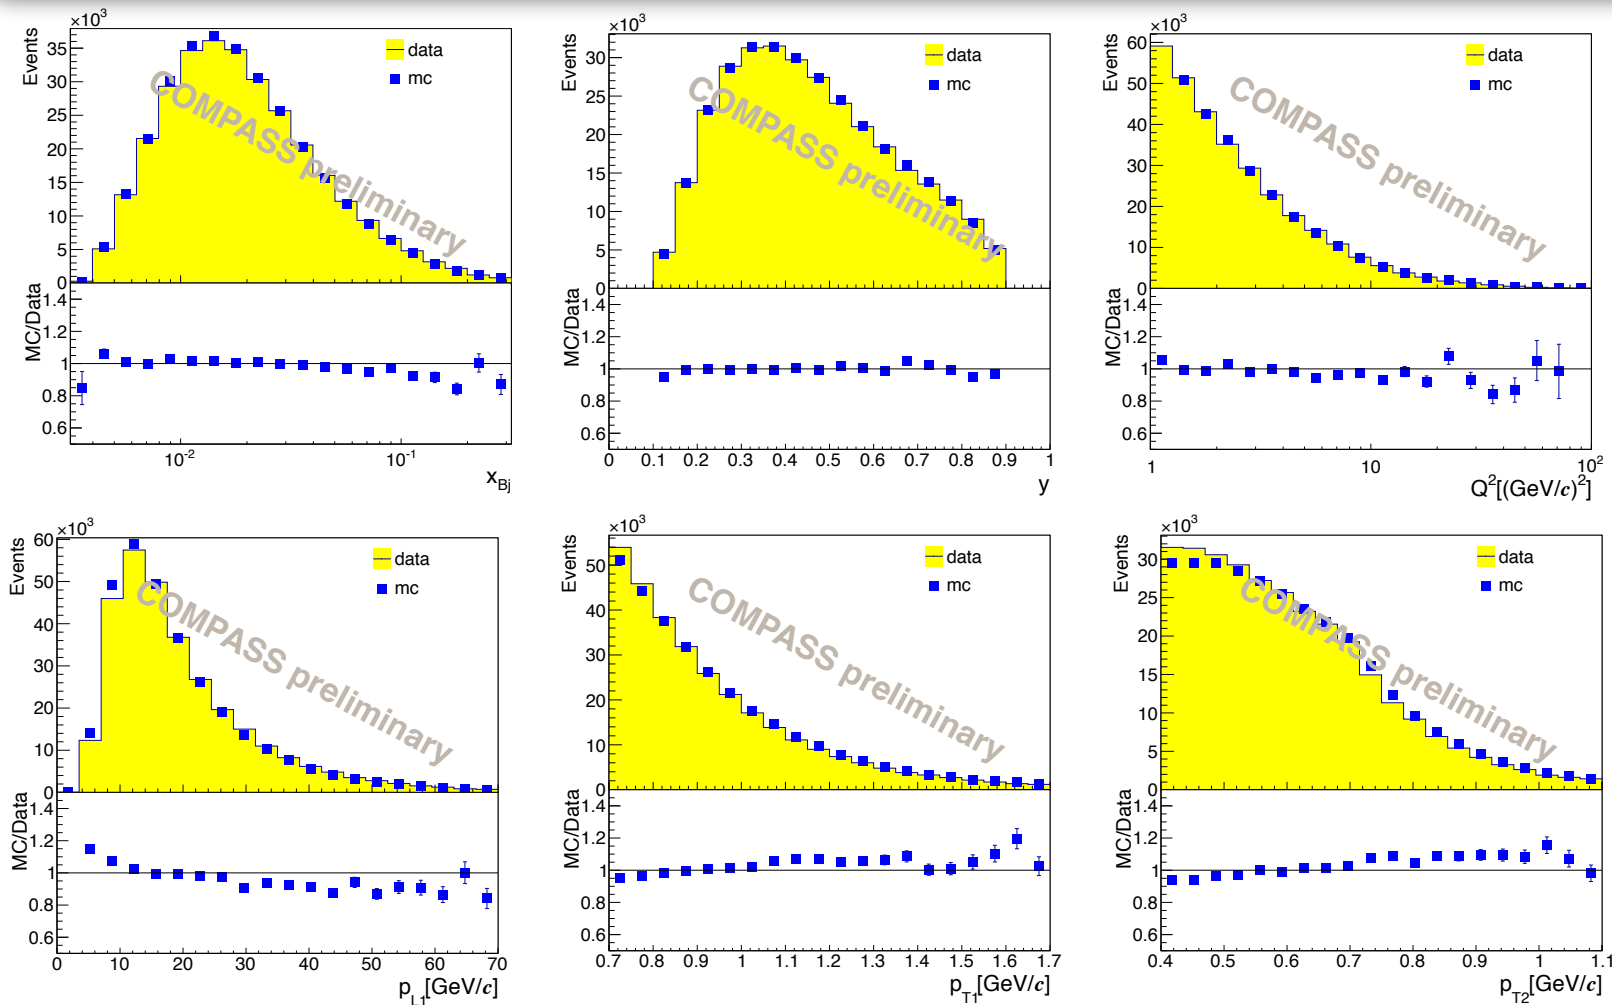 ×10³
Events
35
30
25
20
15
10
5
0
data
mc
COMPASS preliminary
MC/Data
1.4
1.2
1
0.8
0.6
10⁻² 10⁻¹
x_Bj
×10³
Events
30
25
20
15
10
5
0
data
mc
COMPASS preliminary
MC/Data
1.4
1.2
1
0.8
0.6
0 0.1 0.2 0.3 0.4 0.5 0.6 0.7 0.8 0.9 1
y
×10³
Events
60
50
40
30
20
10
0
data
mc
COMPASS preliminary
MC/Data
1.4
1.2
1
0.8
0.6
1 10 10²
Q²[(GeV/c)²]
×10³
Events
60
50
40
30
20
10
0
data
mc
COMPASS preliminary
MC/Data
1.4
1.2
1
0.8
0.6
0 10 20 30 40 50 60 70
p_L1[GeV/c]
×10³
Events
50
40
30
20
10
0
data
mc
COMPASS preliminary
MC/Data
1.4
1.2
1
0.8
0.6
0.7 0.8 0.9 1 1.1 1.2 1.3 1.4 1.5 1.6 1.7
p_T1[GeV/c]
×10³
Events
30
25
20
15
10
5
0
data
mc
COMPASS preliminary
MC/Data
1.4
1.2
1
0.8
0.6
0.4 0.5 0.6 0.7 0.8 0.9 1 1.1
p_T2[GeV/c]